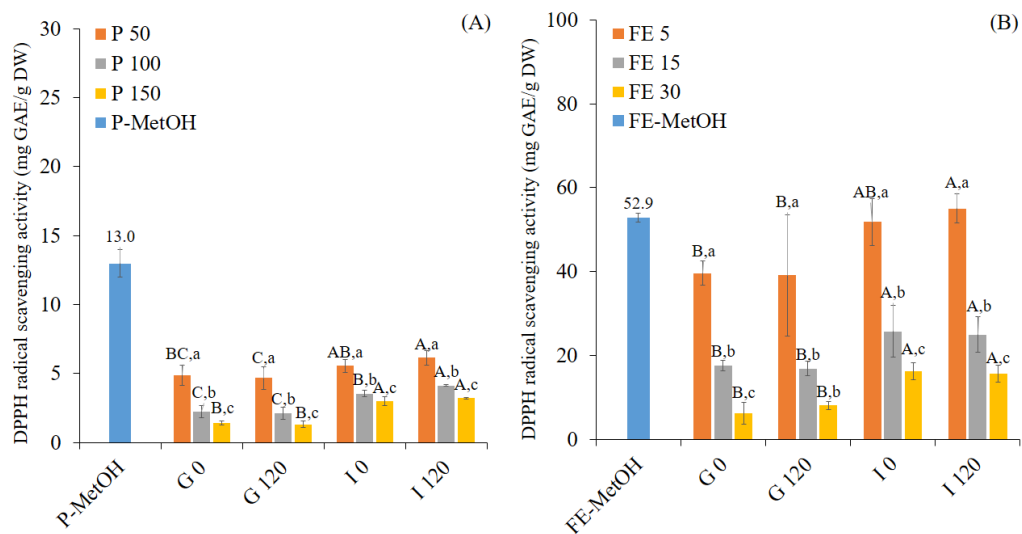 (A)
DPPH radical scavenging activity (mg GAE/g DW)
30
25
20
15
10
5
0
P 50
P 100
P 150
P-MetOH
13.0
BC,a
C,b
B,c
C,a
C,b
B,c
AB,a
B,b
A,c
A,a
A,b
A,c
P-MetOH
G 0
G 120
I 0
I 120
(B)
DPPH radical scavenging activity (mg GAE/g DW)
100
80
60
40
20
0
FE 5
FE 15
FE 30
FE-MetOH
52.9
B,a
B,b
B,c
B,a
B,b
B,b
AB,a
A,b
A,c
A,a
A,b
A,c
FE-MetOH
G 0
G 120
I 0
I 120